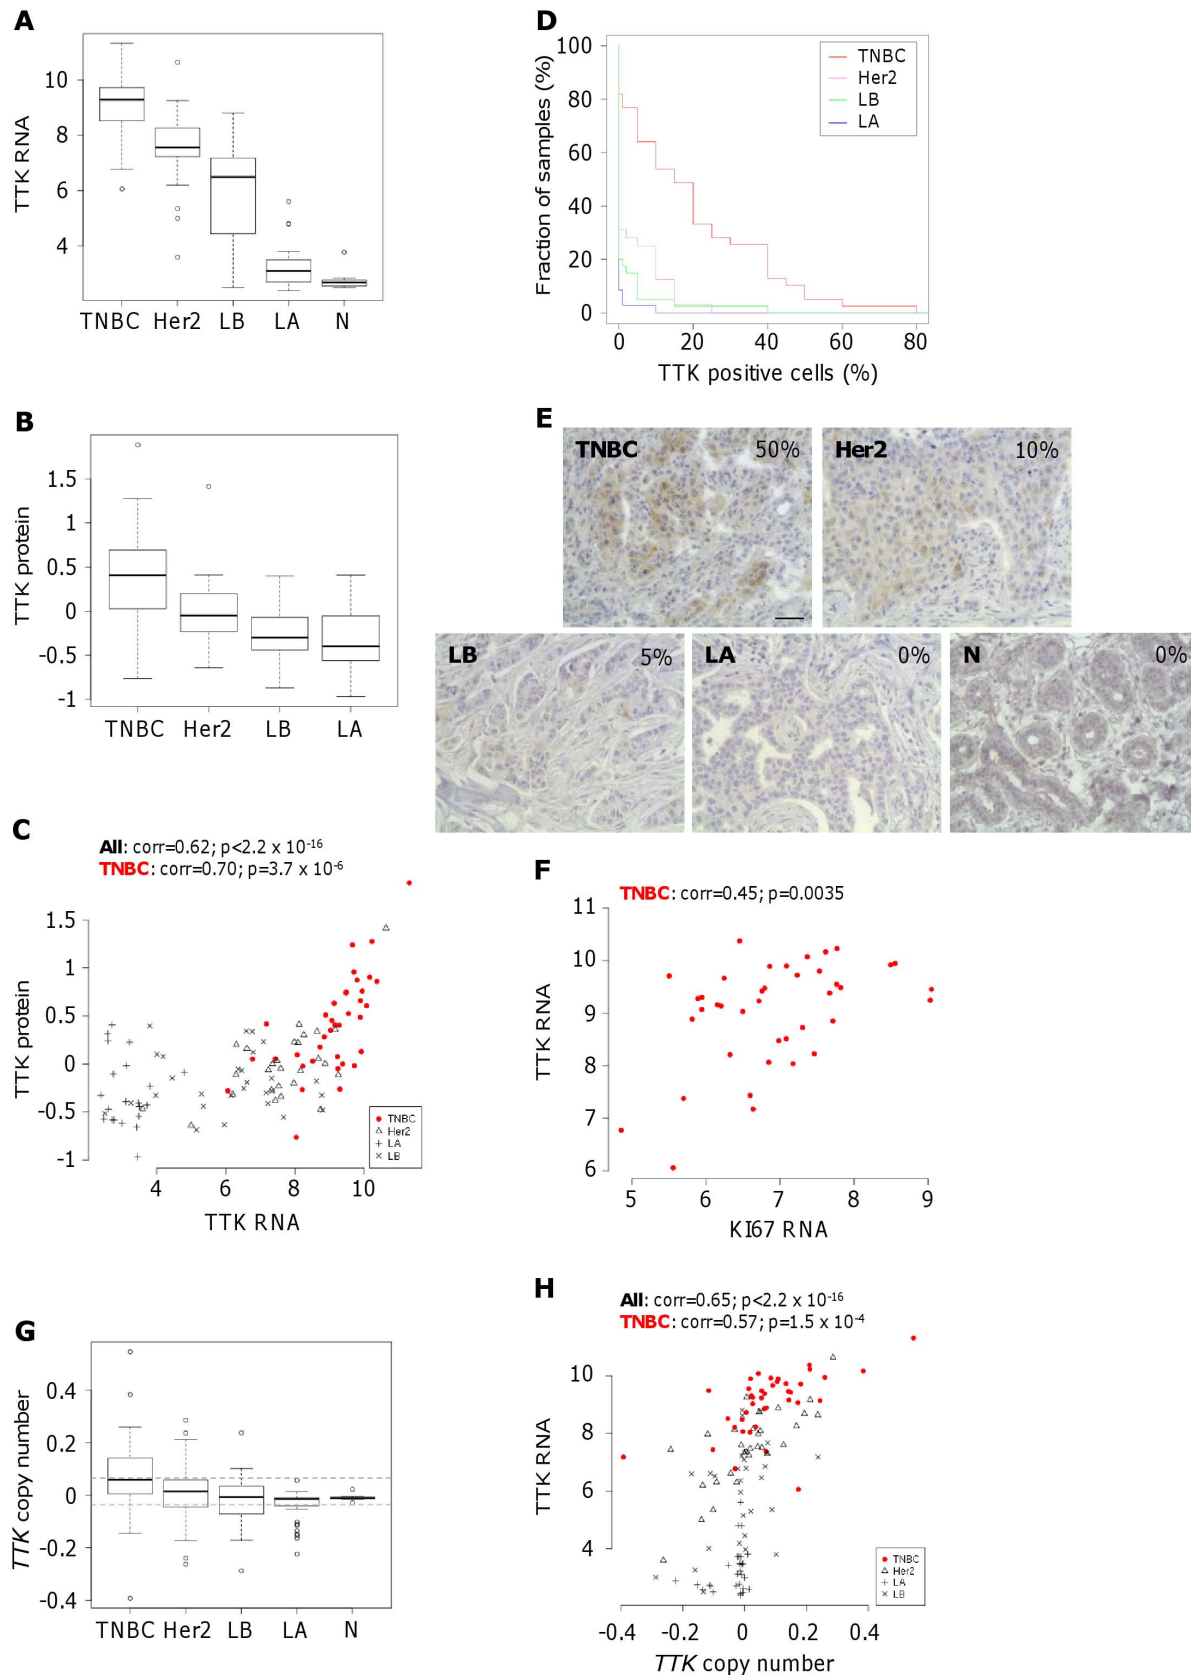 A
TTK RNA
10
8
6
4
TNBC Her2 LB LA N
D
Fraction of samples (%)
100
80
60
40
20
0
0 20 40 60 80
TTK positive cells (%)
TNBC
Her2
LB
LA
B
TTK protein
1.5
1
0.5
0
-0.5
-1
TNBC Her2 LB LA
E
TNBC 50%
Her2 10%
LB 5%
LA 0%
N 0%
C
All: corr=0.62; p<2.2 x 10-16
TNBC: corr=0.70; p=3.7 x 10-6
TTK protein
1.5
1
0.5
0
-0.5
-1
4 6 8 10
TTK RNA
TNBC
Her2
LA
LB
F
TNBC: corr=0.45; p=0.0035
TTK RNA
11
10
9
8
7
6
5 6 7 8 9
KI67 RNA
G
TTK copy number
0.4
0.2
0
-0.2
-0.4
TNBC Her2 LB LA N
H
All: corr=0.65; p<2.2 x 10-16
TNBC: corr=0.57; p=1.5 x 10-4
TTK RNA
10
8
6
4
-0.4 -0.2 0 0.2 0.4
TTK copy number
TNBC
Her2
LA
LB